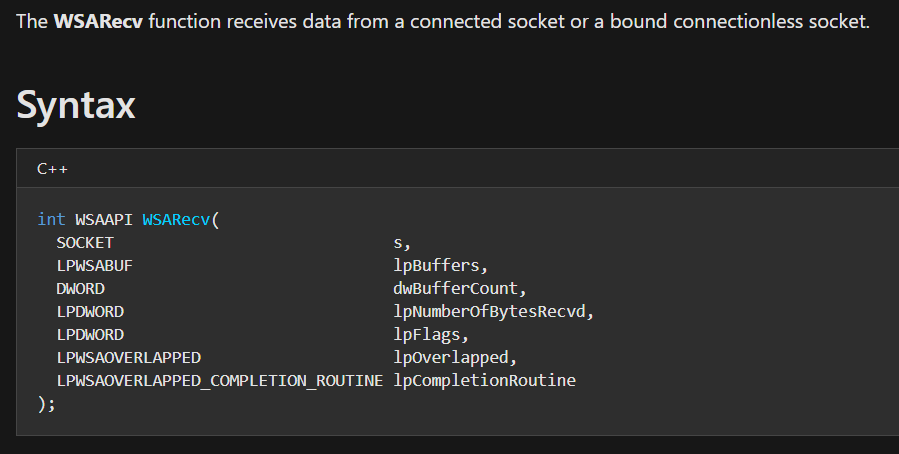 The WSARecv function receives data from a connected socket or a bound connectionless socket.
Syntax
C++
int WSAAPI WSARecv(
  SOCKET                             s,
  LPWSABUF                           lpBuffers,
  DWORD                              dwBufferCount,
  LPDWORD                            lpNumberOfBytesRecvd,
  LPDWORD                            lpFlags,
  LPWSAOVERLAPPED                    lpOverlapped,
  LPWSAOVERLAPPED_COMPLETION_ROUTINE lpCompletionRoutine
);